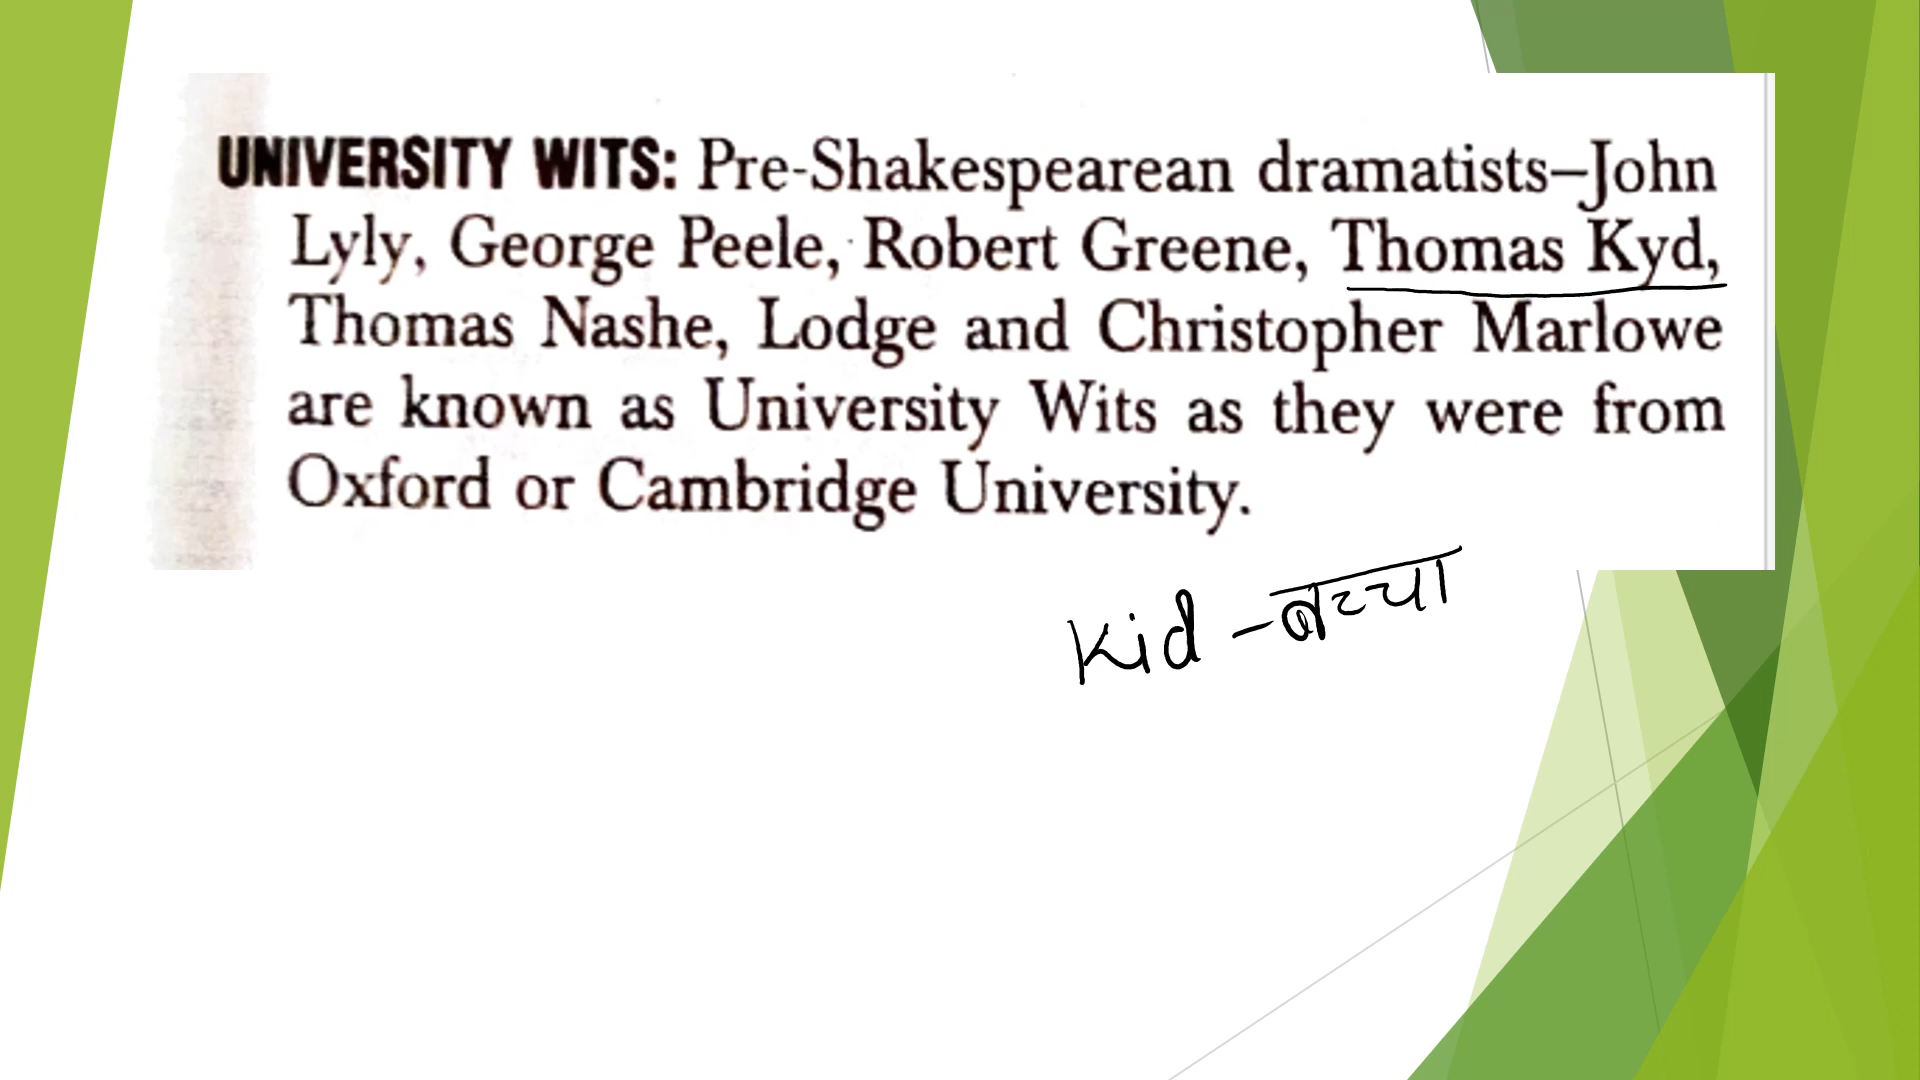 UNIVERSITY WITS: Pre-Shakespearean dramatists–John
Lyly, George Peele, Robert Greene, Thomas Kyd,
Thomas Nashe, Lodge and Christopher Marlowe
are known as University Wits as they were from
Oxford or Cambridge University.
Kid – बच्चा